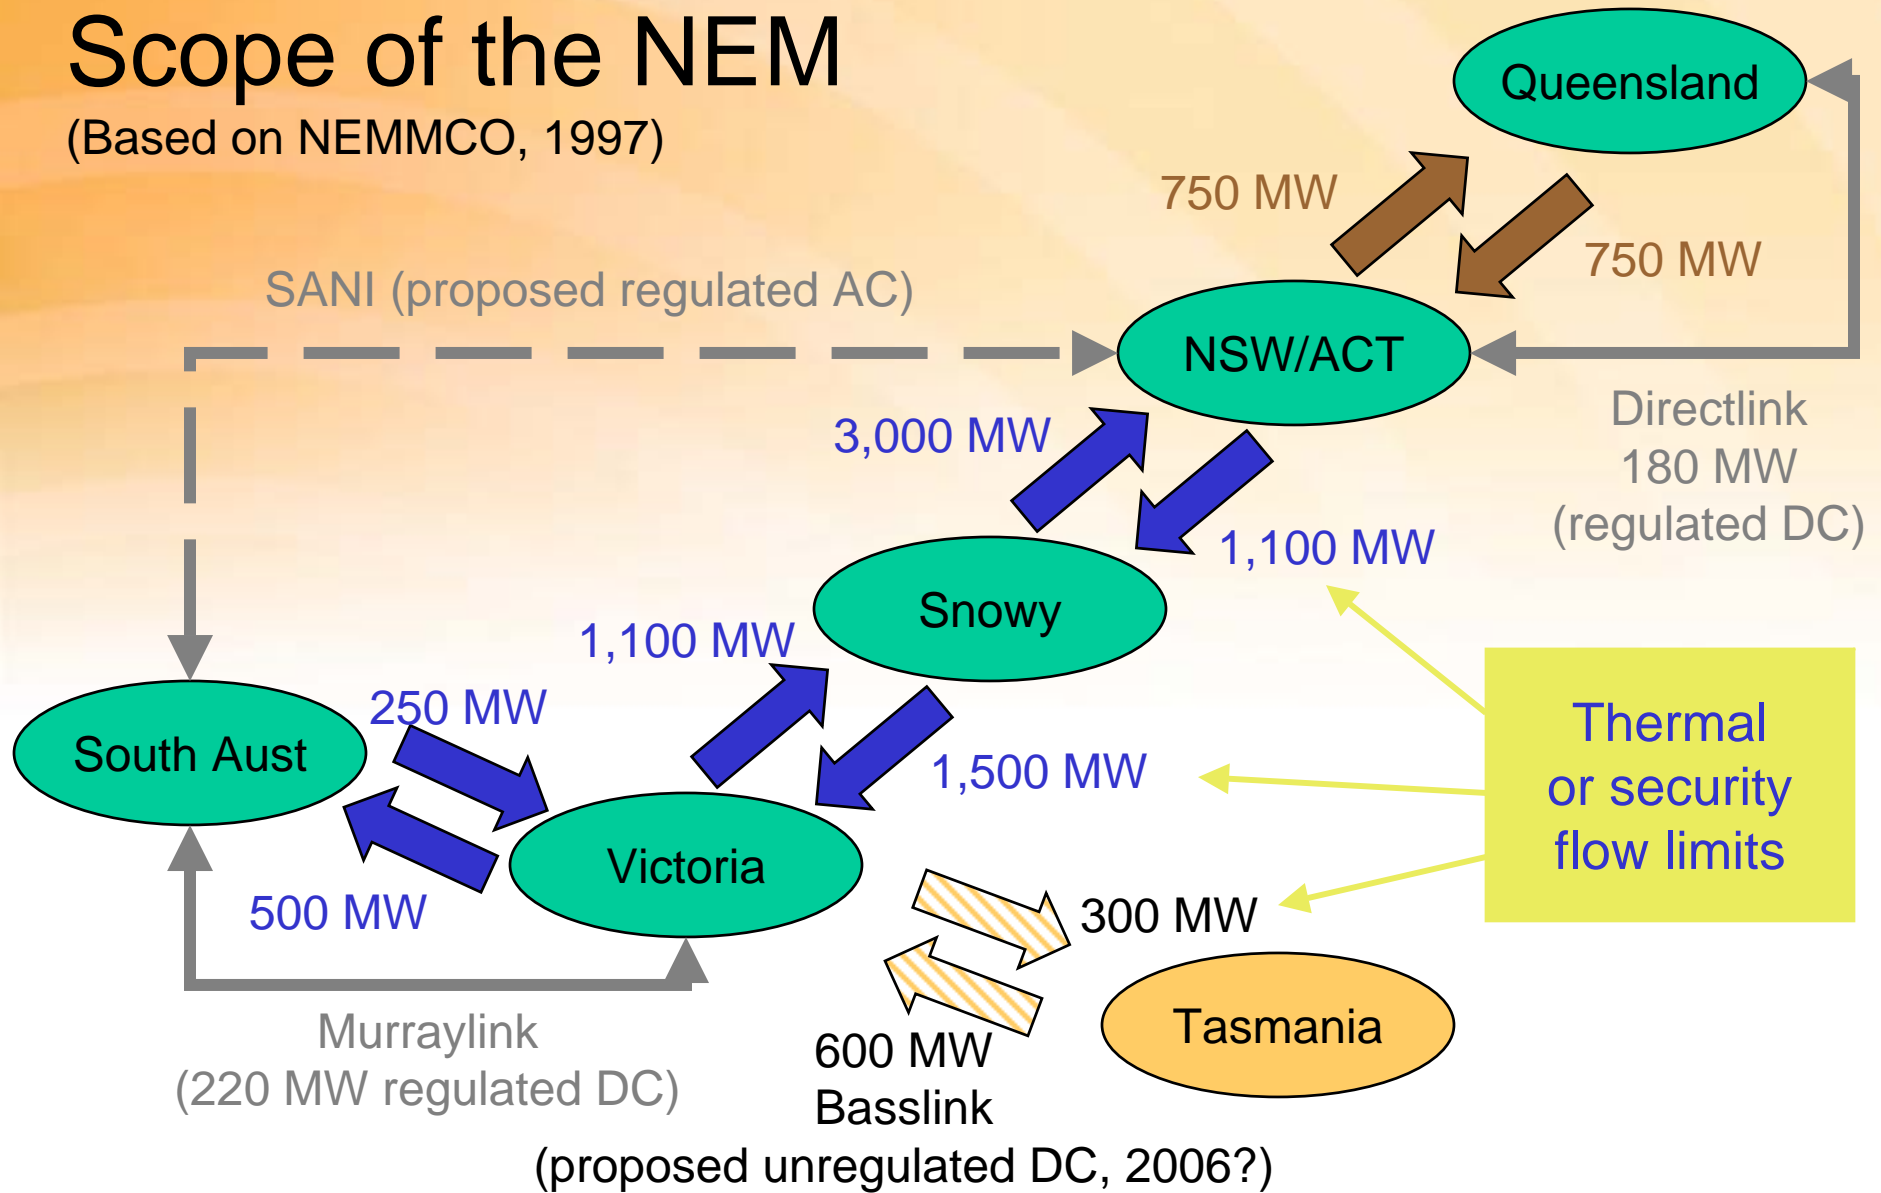 Scope of the NEM
(Based on NEMMCO, 1997)
Queensland
750 MW
750 MW
SANI (proposed regulated AC)
NSW/ACT
Directlink
180 MW
(regulated DC)
3,000 MW
1,100 MW
Snowy
1,100 MW
1,500 MW
Thermal
or security
flow limits
250 MW
South Aust
Victoria
500 MW
300 MW
Tasmania
Murraylink
(220 MW regulated DC)
600 MW
Basslink
(proposed unregulated DC, 2006?)